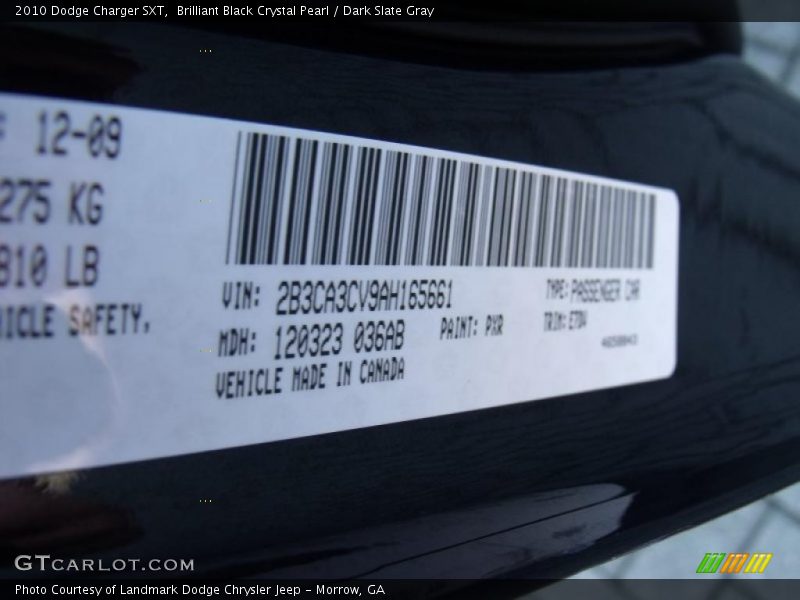 2010 Dodge Charger SXT,  Brilliant Black Crystal Pearl / Dark Slate Gray
12-09
275 KG
810 LB
SAFETY.
VIN: 2B3CA3CV9AH165661
TYPE: PASSENGER CAR
MDH: 120323 036AB
PAINT: PXR
TRIM:
VEHICLE MADE IN CANADA
GTCARLOT.COM
Photo Courtesy of Landmark Dodge Chrysler Jeep - Morrow, GA